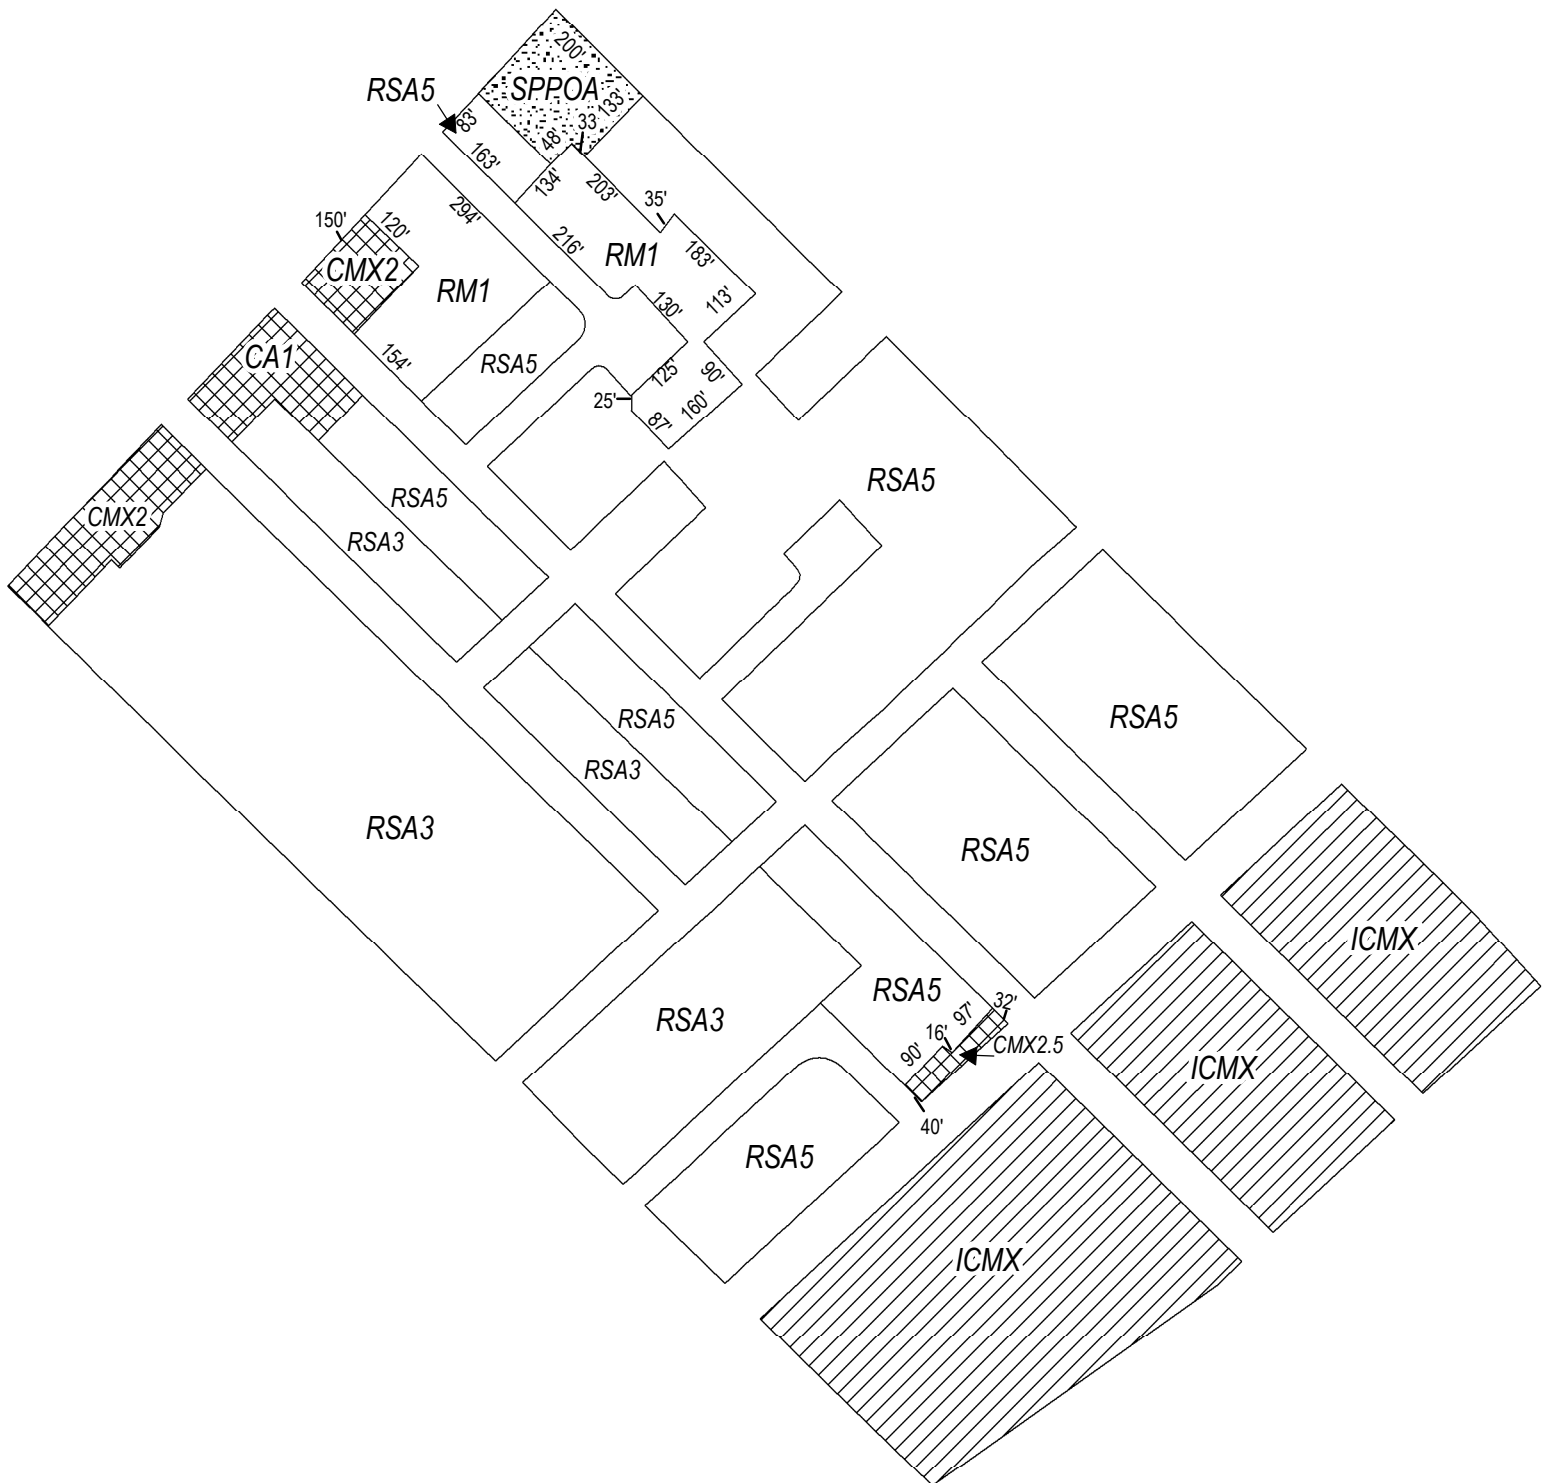 200'
RSA5
SPPOA
83'
133'
33'
48'
163'
134'
203'
35'
294'
150'
120'
216'
RM1
183'
CMX2
RM1
130'
113'
CA1
154'
RSA5
125'
90'
25'
160'
87'
RSA5
RSA5
CMX2
RSA3
RSA5
RSA5
RSA3
RSA3
RSA5
ICMX
RSA5
32'
97'
RSA3
16'
CMX2.5
90'
ICMX
40'
RSA5
ICMX